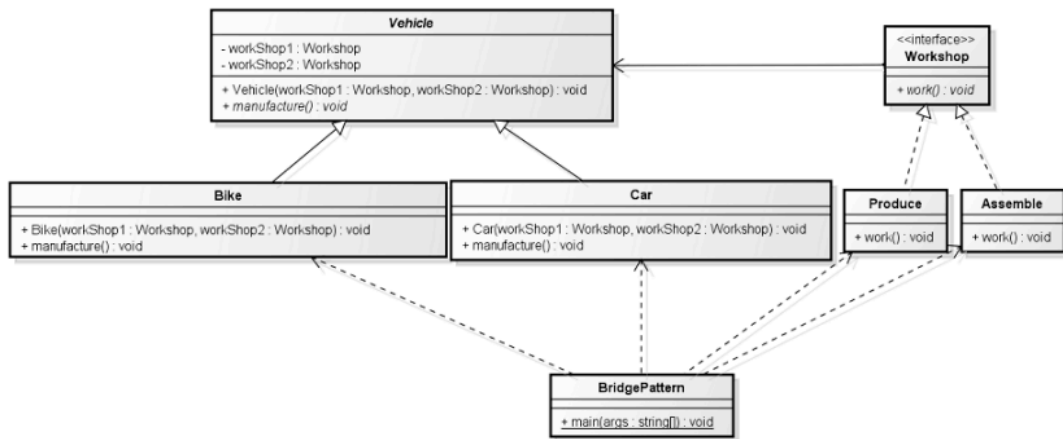 Vehicle
- workShop1 : Workshop
- workShop2 : Workshop
+ Vehicle(workShop1 : Workshop, workShop2 : Workshop) : void
+ manufacture() : void
<<interface>>
Workshop
+ work() : void
Bike
+ Bike(workShop1 : Workshop, workShop2 : Workshop) : void
+ manufacture() : void
Car
+ Car(workShop1 : Workshop, workShop2 : Workshop) : void
+ manufacture() : void
Produce
+ work() : void
Assemble
+ work() : void
BridgePattern
+ main(args : string[]) : void